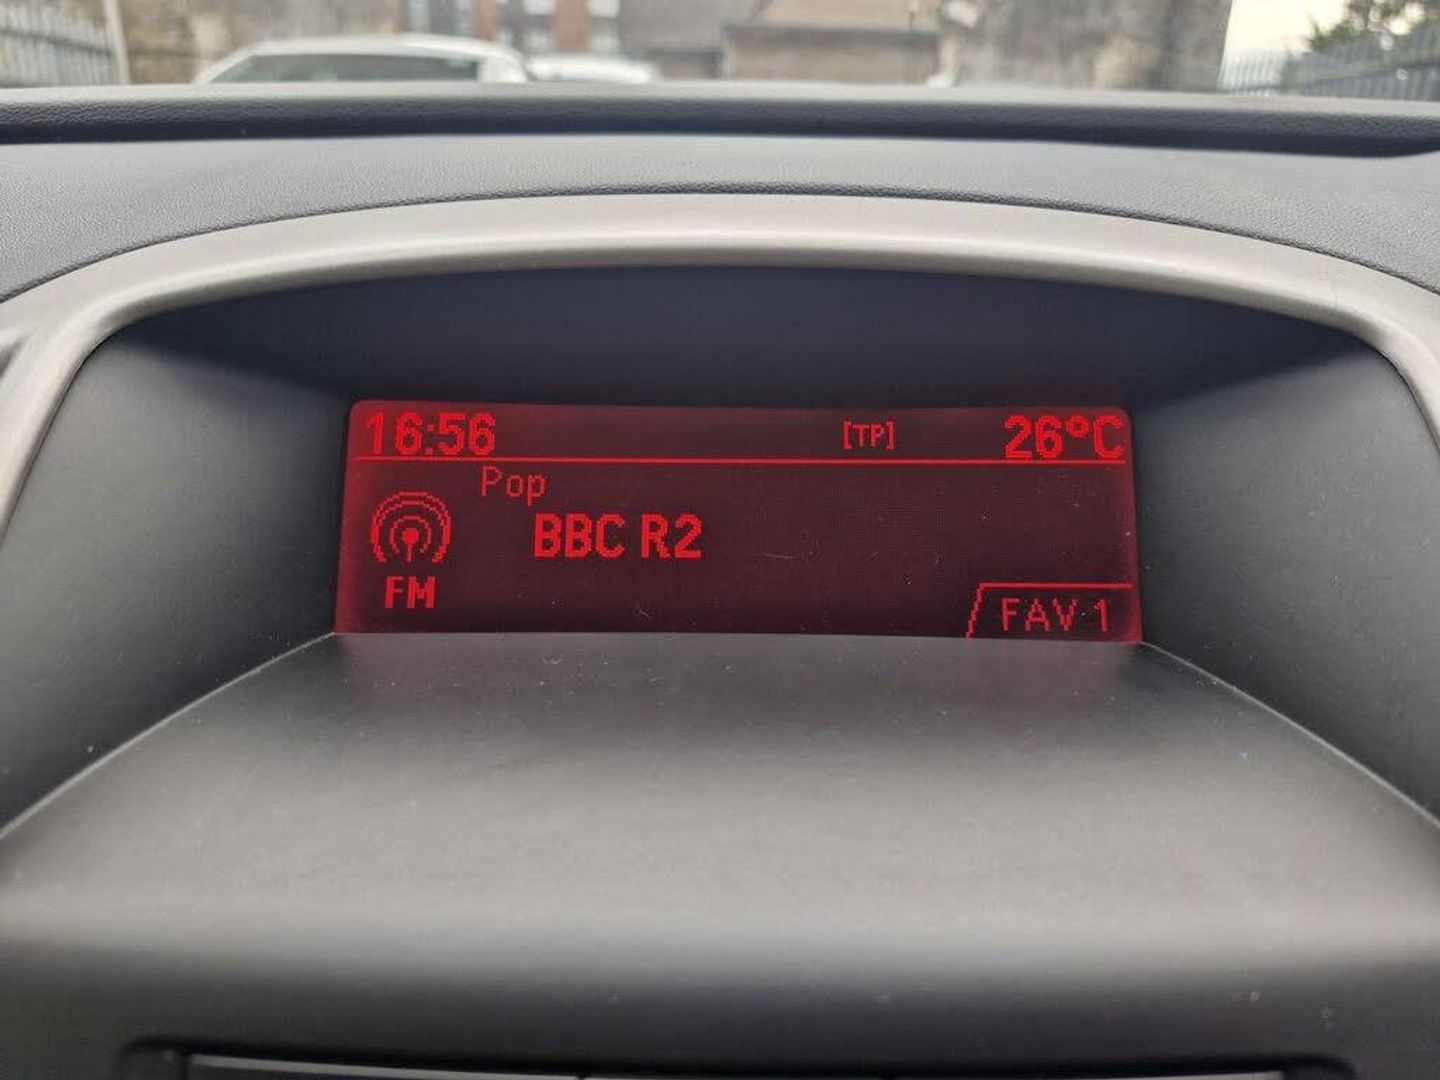 16:56 [TP] 26°C
Pop
BBC R2
FM
FAV 1